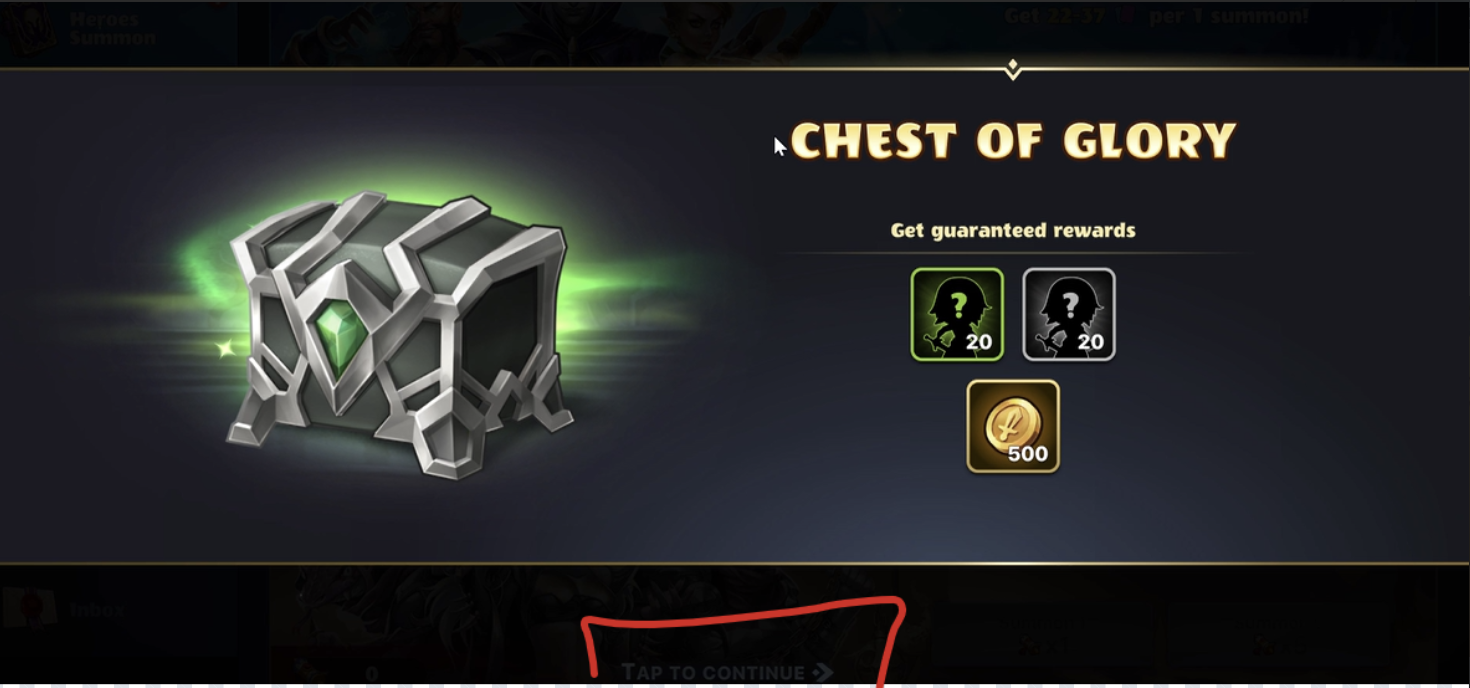 Heroes
Summon
Get 22-37 per 1 summon!
CHEST OF GLORY
Get guaranteed rewards
? 20
? 20
500
Inbox
0
TAP TO CONTINUE